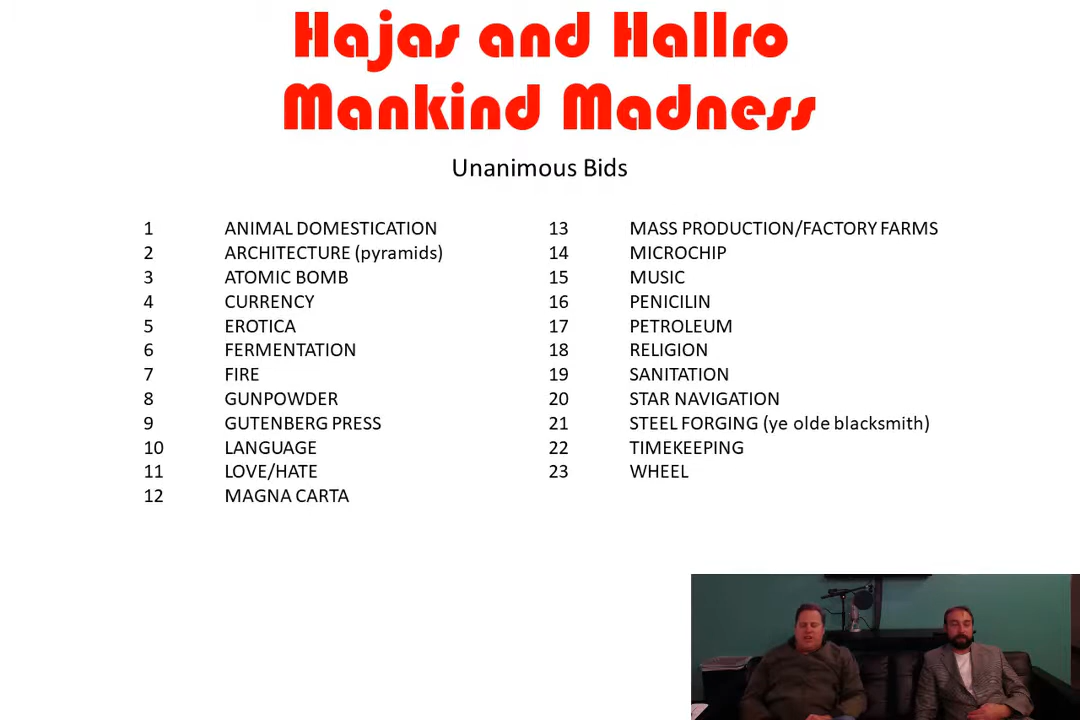 Hajas and Hallro
Mankind Madness
Unanimous Bids
1 ANIMAL DOMESTICATION
2 ARCHITECTURE (pyramids)
3 ATOMIC BOMB
4 CURRENCY
5 EROTICA
6 FERMENTATION
7 FIRE
8 GUNPOWDER
9 GUTENBERG PRESS
10 LANGUAGE
11 LOVE/HATE
12 MAGNA CARTA
13 MASS PRODUCTION/FACTORY FARMS
14 MICROCHIP
15 MUSIC
16 PENICILIN
17 PETROLEUM
18 RELIGION
19 SANITATION
20 STAR NAVIGATION
21 STEEL FORGING (ye olde blacksmith)
22 TIMEKEEPING
23 WHEEL